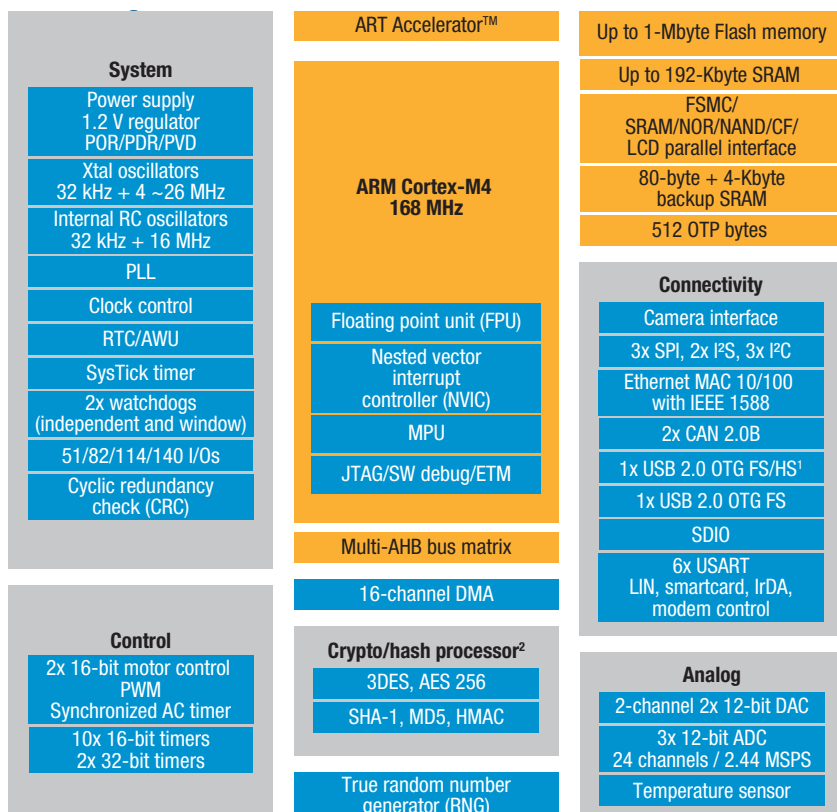 System
Power supply
1.2 V regulator
POR/PDR/PVD
Xtal oscillators
32 kHz + 4 ~26 MHz
Internal RC oscillators
32 kHz + 16 MHz
PLL
Clock control
RTC/AWU
SysTick timer
2x watchdogs
(independent and window)
51/82/114/140 I/Os
Cyclic redundancy
check (CRC)
Control
2x 16-bit motor control
PWM
Synchronized AC timer
10x 16-bit timers
2x 32-bit timers
ART Accelerator™
ARM Cortex-M4
168 MHz
Floating point unit (FPU)
Nested vector
interrupt
controller (NVIC)
MPU
JTAG/SW debug/ETM
Multi-AHB bus matrix
16-channel DMA
Crypto/hash processor²
3DES, AES 256
SHA-1, MD5, HMAC
True random number
generator (RNG)
Up to 1-Mbyte Flash memory
Up to 192-Kbyte SRAM
FSMC/
SRAM/NOR/NAND/CF/
LCD parallel interface
80-byte + 4-Kbyte
backup SRAM
512 OTP bytes
Connectivity
Camera interface
3x SPI, 2x I²S, 3x I²C
Ethernet MAC 10/100
with IEEE 1588
2x CAN 2.0B
1x USB 2.0 OTG FS/HS¹
1x USB 2.0 OTG FS
SDIO
6x USART
LIN, smartcard, IrDA,
modem control
Analog
2-channel 2x 12-bit DAC
3x 12-bit ADC
24 channels / 2.44 MSPS
Temperature sensor